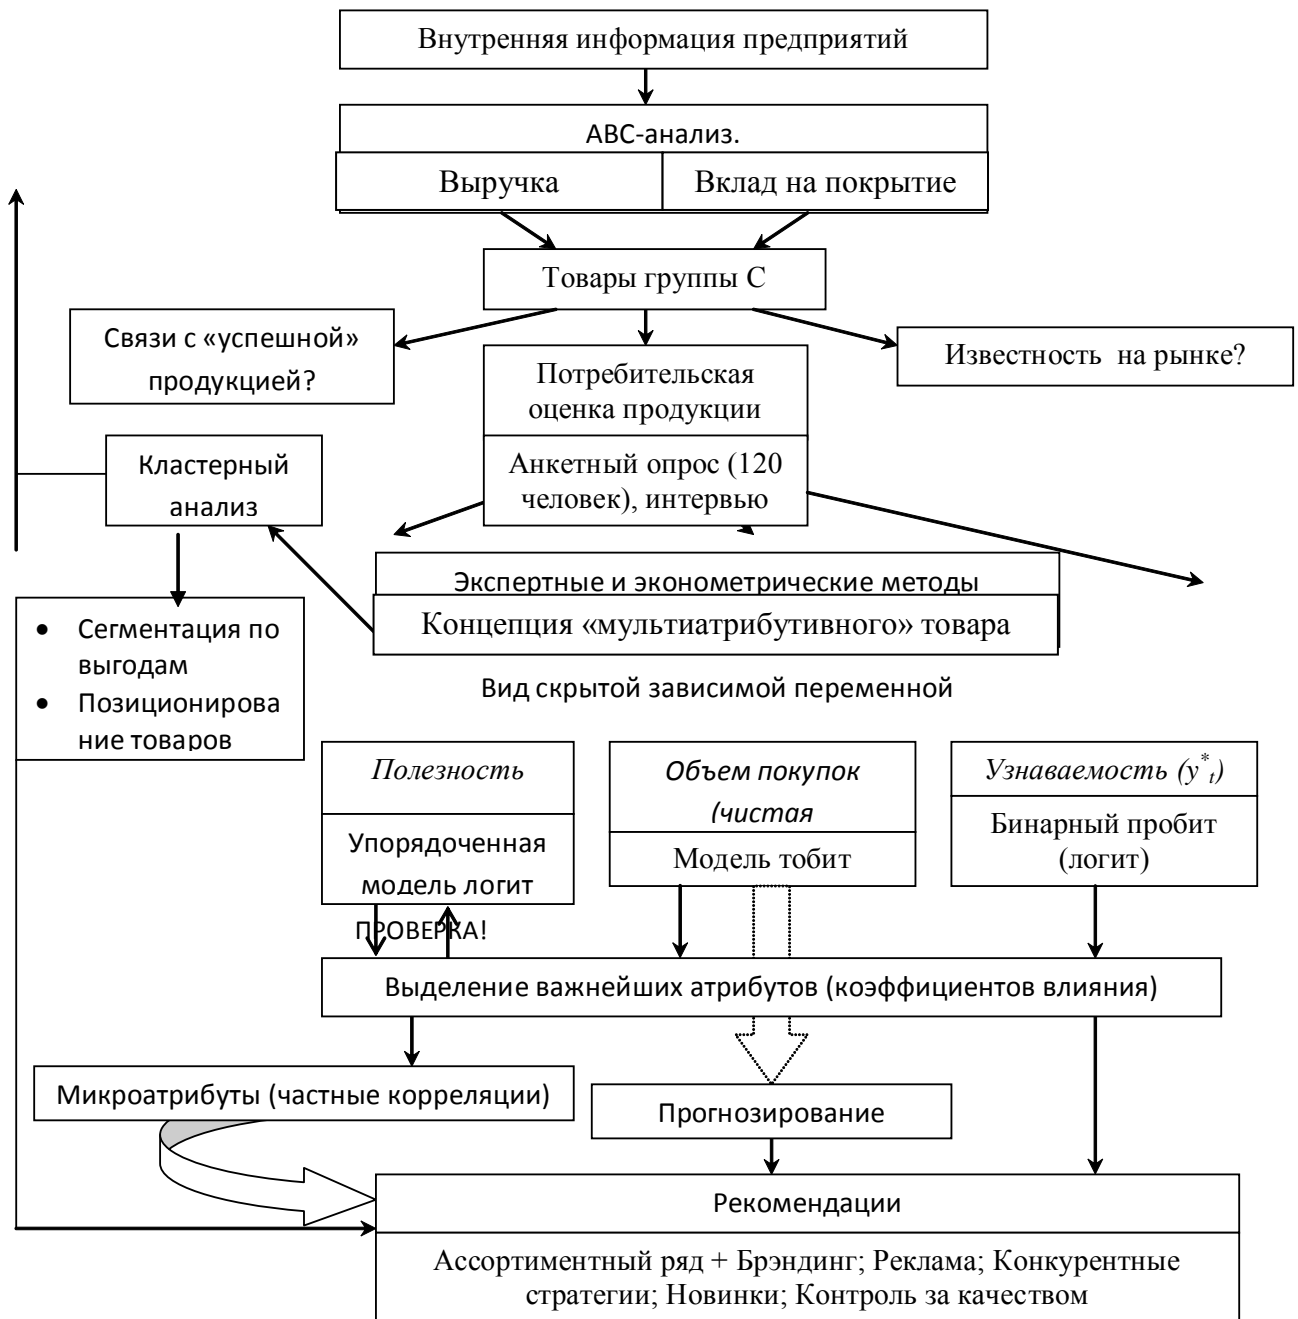 Внутренняя информация предприятий
АВС-анализ.
Выручка
Вклад на покрытие
Товары группы С
Связи с «успешной»
продукцией?
Потребительская
оценка продукции
Известность на рынке?
Кластерный
анализ
Анкетный опрос (120
человек), интервью
Экспертные и эконометрические методы
Концепция «мультиатрибутивного» товара
• Сегментация по
выгодам
• Позиционирова
ние товаров
Вид скрытой зависимой переменной
Полезность
Упорядоченная
модель логит
Объем покупок
(чистая
Модель тобит
Узнаваемость (y*t)
Бинарный пробит
(логит)
ПРОВЕРКА!
Выделение важнейших атрибутов (коэффициентов влияния)
Микроатрибуты (частные корреляции)
Прогнозирование
Рекомендации
Ассортиментный ряд + Брэндинг; Реклама; Конкурентные
стратегии; Новинки; Контроль за качеством